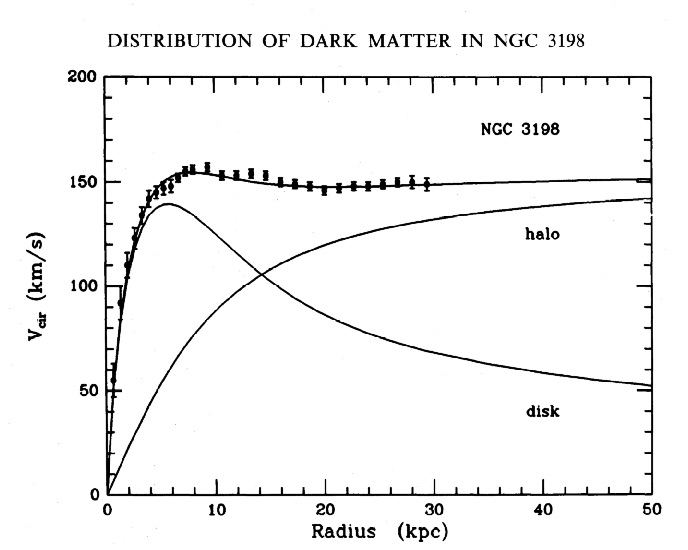 DISTRIBUTION OF DARK MATTER IN NGC 3198
200
NGC 3198
150
halo
100
V_cir (km/s)
50
disk
0
0 10 20 30 40 50
Radius (kpc)